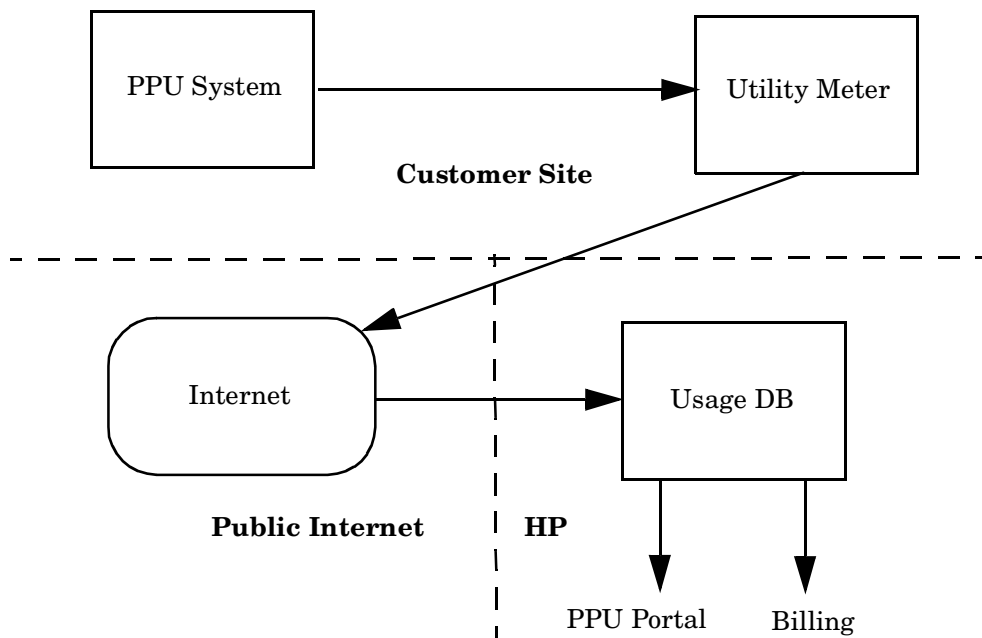 PPU System
Utility Meter
Customer Site
Internet
Usage DB
Public Internet
HP
PPU Portal
Billing